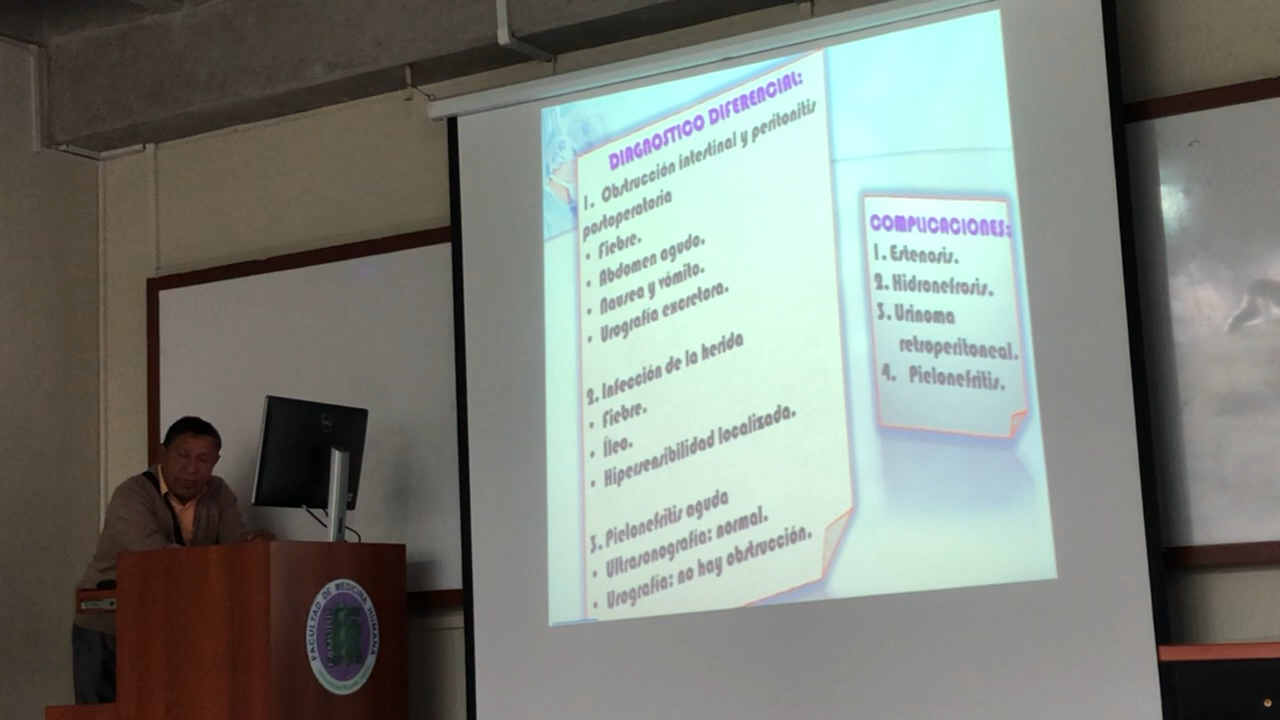 DIAGNOSTICO DIFERENCIAL:
1. Obstrucción intestinal y peritonitis
postoperatoria
• Fiebre.
• Abdomen agudo.
• Nausea y vómito.
• Urografía excretora.
2. Infección de la herida
• Fiebre.
• Íleo.
• Hipersensibilidad localizada.
3. Pielonefritis aguda
• Ultrasonografía: normal.
• Urografía: no hay obstrucción.
COMPLICACIONES:
1. Estenosis.
2. Hidronefrosis.
3. Urinoma
retroperitoneal.
4. Pielonefritis.
DELL
FACULTAD DE MEDICINA HUMANA
FAMURP